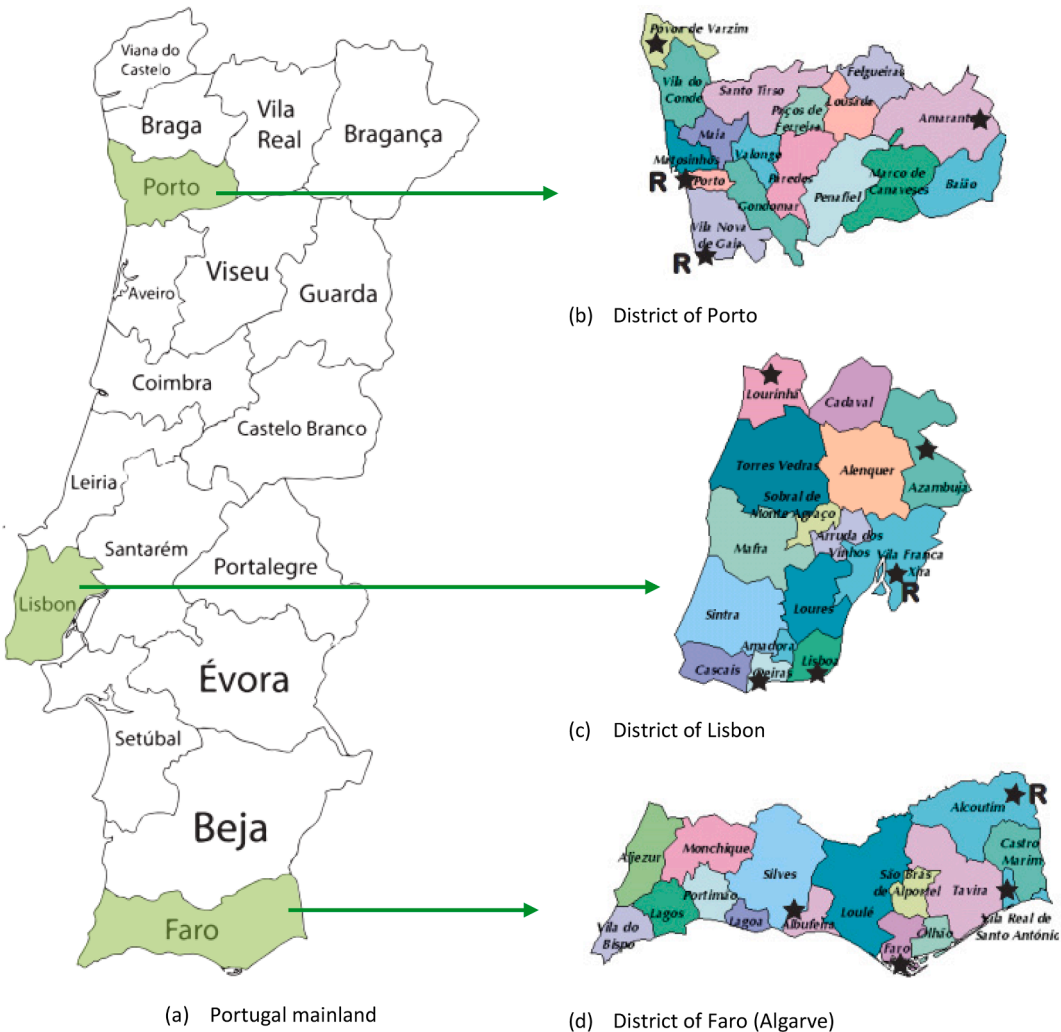 Viana do
Castelo
Braga
Vila
Real
Bragança
Porto
Aveiro
Viseu
Guarda
Coimbra
Castelo Branco
Leiria
Santarém
Portalegre
Lisbon
Évora
Setúbal
Beja
Faro
(a) Portugal mainland
Póvoa de Varzim
Vila do
Conde
Santo Tirso
Felgueiras
Paços de
Ferreira
Lousada
Amarante
Maia
Matosinhos
Valongo
R
Porto
Paredes
Penafiel
Marco de
Canaveses
Baião
Gondomar
Vila Nova
de Gaia
R
(b) District of Porto
Lourinhã
Cadaval
Torres Vedras
Alenquer
Azambuja
Sobral de
Monte Agraço
Mafra
Arruda dos
Vinhos
Vila Franca
Xira
R
Sintra
Loures
Amadora
Lisboa
Cascais
Oeiras
(c) District of Lisbon
Alcoutim
R
Aljezur
Monchique
Silves
Castro
Marim
São Brás
de Alportel
Tavira
Portimão
Lagos
Lagoa
Albufeira
Loulé
Vila do
Bispo
Olhão
Faro
Vila Real de
Santo António
(d) District of Faro (Algarve)